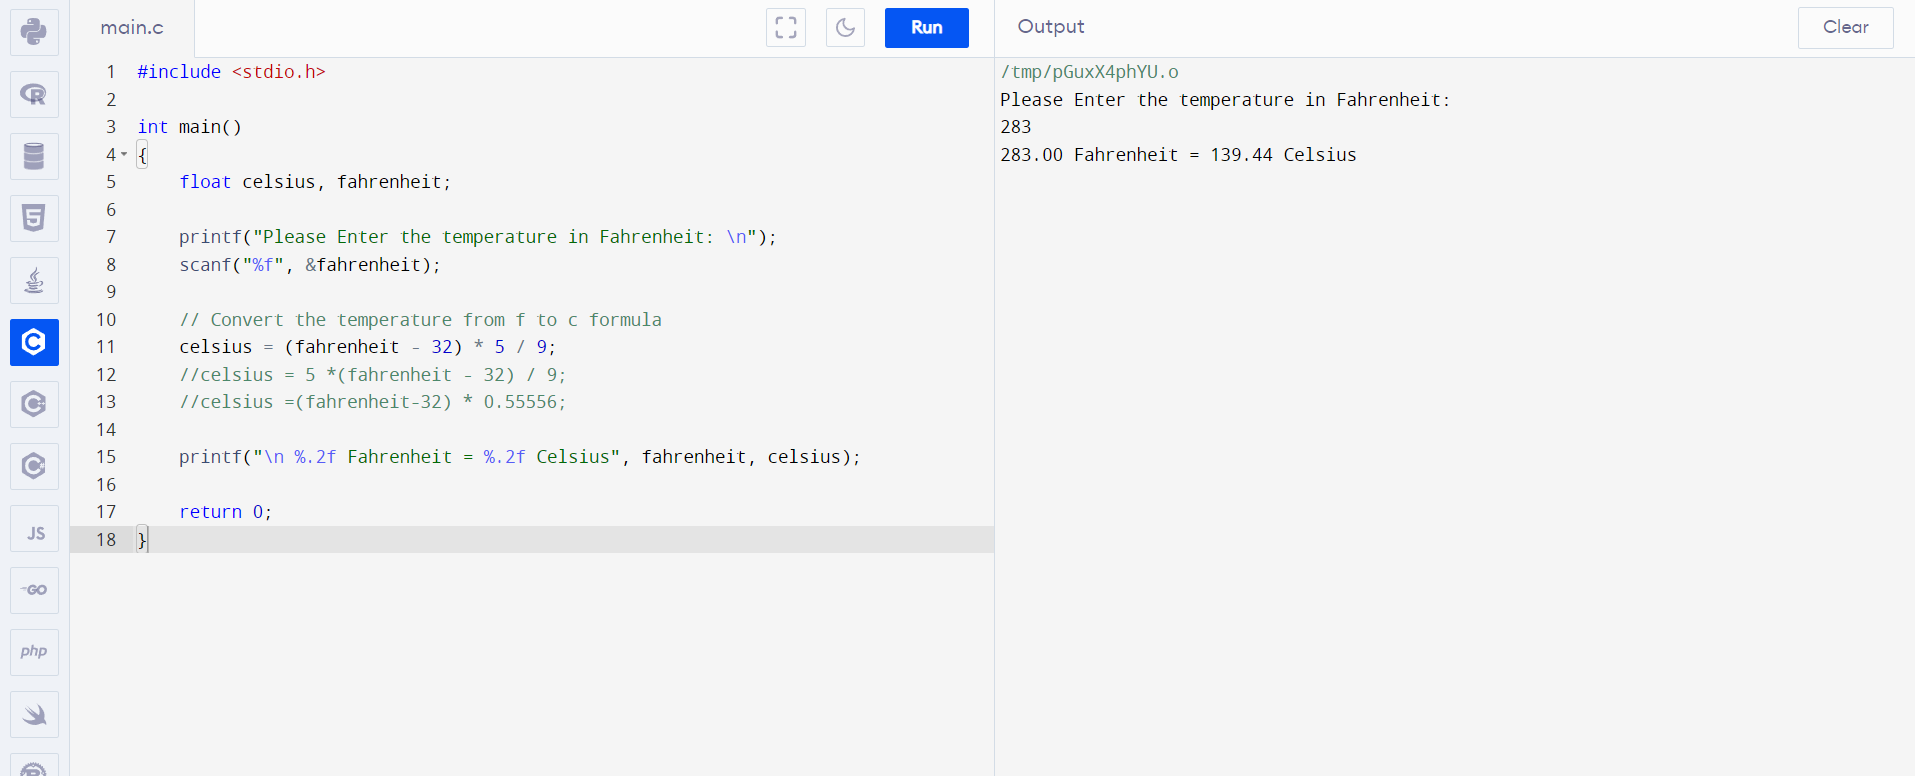 main.c
Run
Output
Clear
1 #include <stdio.h>
2
3 int main()
4 {
5 float celsius, fahrenheit;
6
7 printf("Please Enter the temperature in Fahrenheit: \n");
8 scanf("%f", &fahrenheit);
9
10 // Convert the temperature from f to c formula
11 celsius = (fahrenheit - 32) * 5 / 9;
12 //celsius = 5 *(fahrenheit - 32) / 9;
13 //celsius =(fahrenheit-32) * 0.55556;
14
15 printf("\n %.2f Fahrenheit = %.2f Celsius", fahrenheit, celsius);
16
17 return 0;
18 }
/tmp/pGuxX4phYU.o
Please Enter the temperature in Fahrenheit:
283
283.00 Fahrenheit = 139.44 Celsius
R
5
C
C
C
JS
GO
php
R